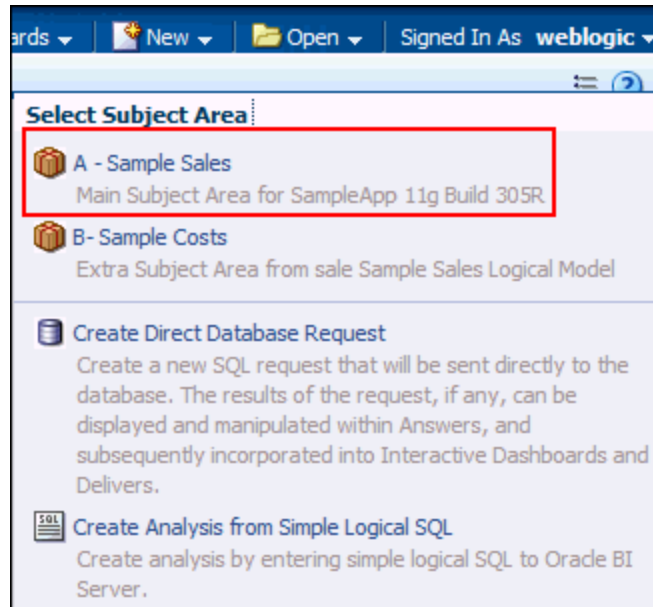 ards New Open Signed In As weblogic
Select Subject Area
A - Sample Sales
Main Subject Area for SampleApp 11g Build 305R
B- Sample Costs
Extra Subject Area from sale Sample Sales Logical Model
Create Direct Database Request
Create a new SQL request that will be sent directly to the
database. The results of the request, if any, can be
displayed and manipulated within Answers, and
subsequently incorporated into Interactive Dashboards and
Delivers.
SQL Create Analysis from Simple Logical SQL
Create analysis by entering simple logical SQL to Oracle BI
Server.